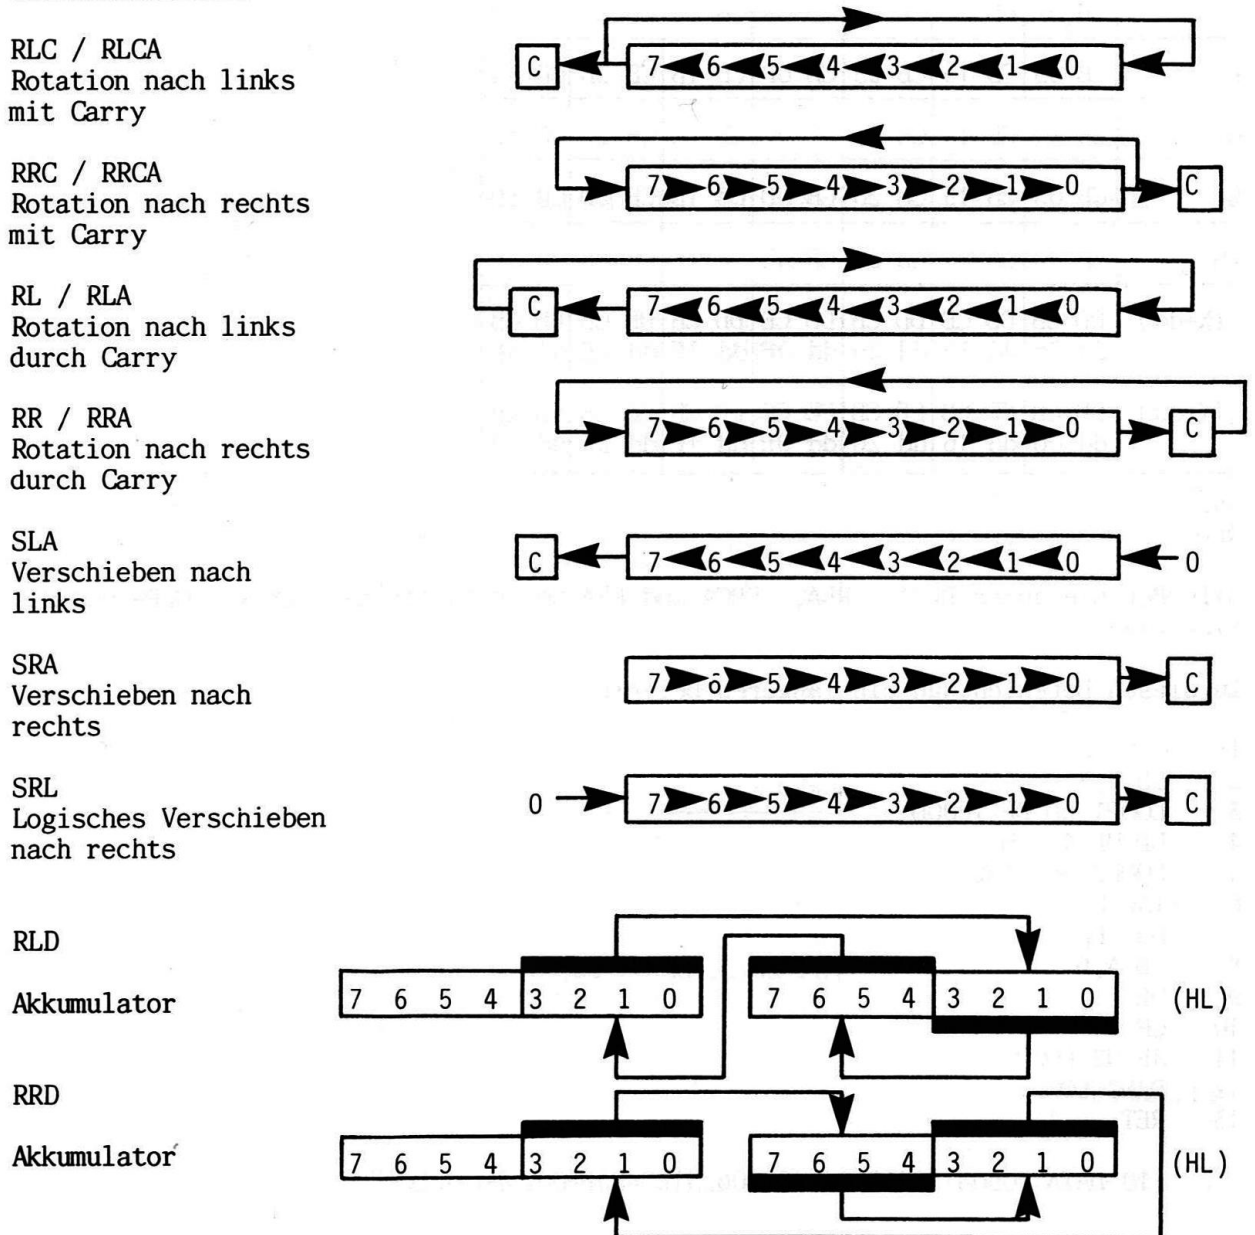 RLC / RLCA
Rotation nach links
mit Carry
C 7 6 5 4 3 2 1 0
RRC / RRCA
Rotation nach rechts
mit Carry
7 6 5 4 3 2 1 0 C
RL / RLA
Rotation nach links
durch Carry
C 7 6 5 4 3 2 1 0
RR / RRA
Rotation nach rechts
durch Carry
7 6 5 4 3 2 1 0 C
SLA
Verschieben nach
links
C 7 6 5 4 3 2 1 0 0
SRA
Verschieben nach
rechts
7 6 5 4 3 2 1 0 C
SRL
Logisches Verschieben
nach rechts
0 7 6 5 4 3 2 1 0 C
RLD
Akkumulator 7 6 5 4 3 2 1 0 7 6 5 4 3 2 1 0 (HL)
RRD
Akkumulator 7 6 5 4 3 2 1 0 7 6 5 4 3 2 1 0 (HL)